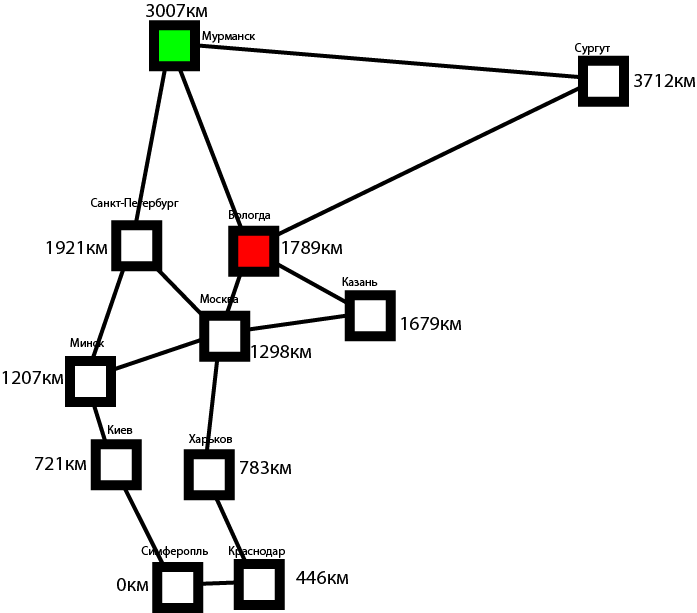 3007км
Мурманск
Сургут
3712км
Санкт-Петербург
1921км
Вологда
1789км
Казань
1679км
Москва
1298км
Минск
1207км
Киев
721км
Харьков
783км
Симферопль
0км
Краснодар
446км